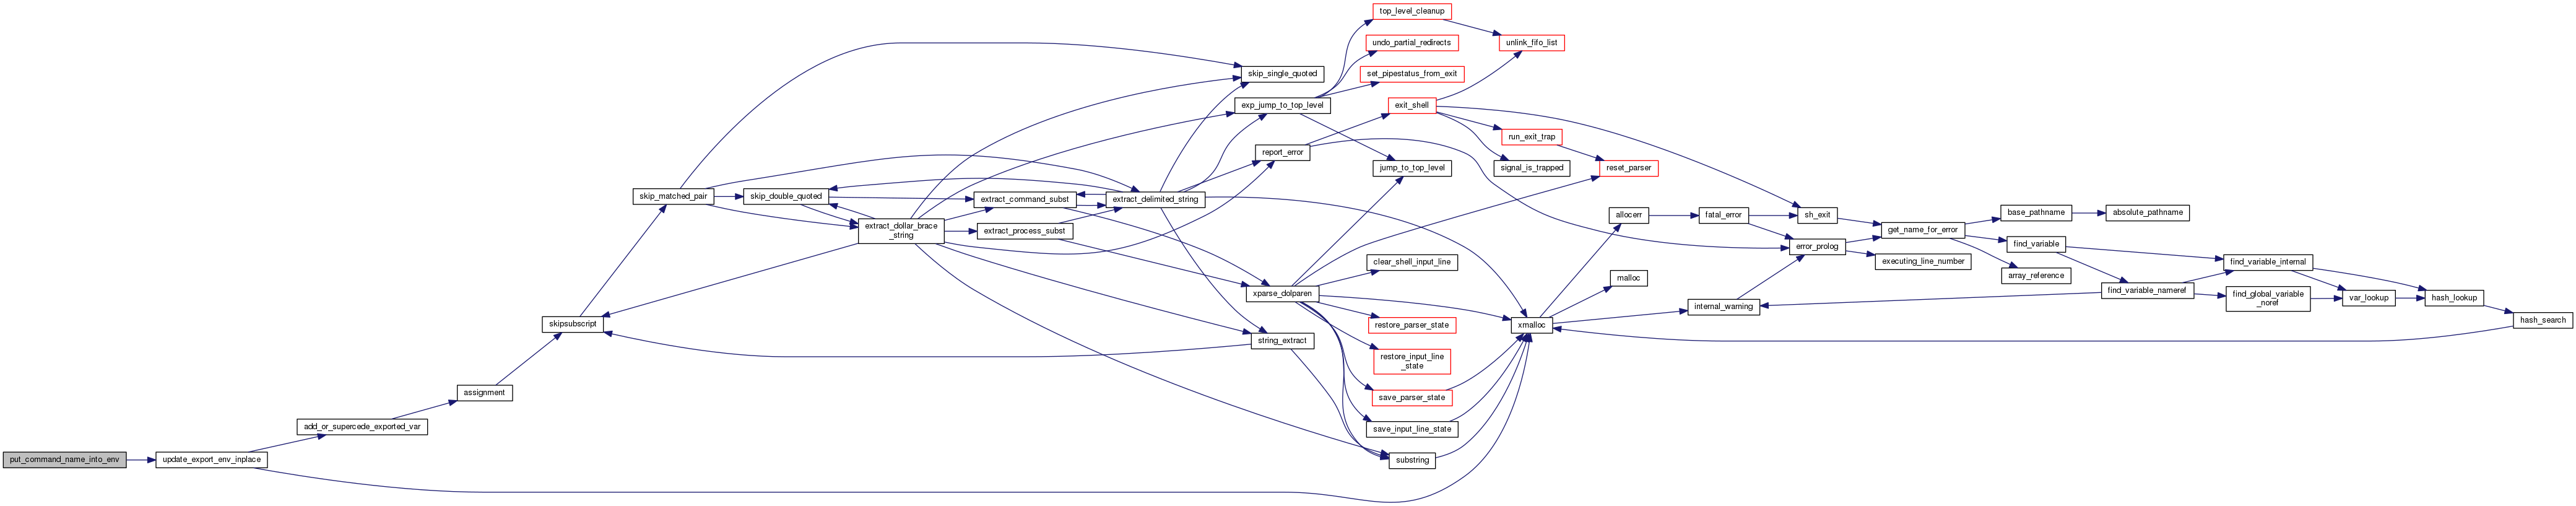 top_level_cleanup
undo_partial_redirects
unlink_fifo_list
skip_single_quoted
set_pipestatus_from_exit
exp_jump_to_top_level
exit_shell
run_exit_trap
report_error
jump_to_top_level
signal_is_trapped
reset_parser
skip_matched_pair
skip_double_quoted
extract_command_subst
extract_delimited_string
extract_dollar_brace
_string
extract_process_subst
allocerr
fatal_error
sh_exit
base_pathname
absolute_pathname
get_name_for_error
error_prolog
find_variable
executing_line_number
array_reference
clear_shell_input_line
find_variable_internal
malloc
xparse_dolparen
internal_warning
find_variable_nameref
find_global_variable
_noref
var_lookup
hash_lookup
skipsubscript
restore_parser_state
xmalloc
hash_search
string_extract
restore_input_line
_state
assignment
save_parser_state
add_or_supercede_exported_var
save_input_line_state
put_command_name_into_env
update_export_env_inplace
substring